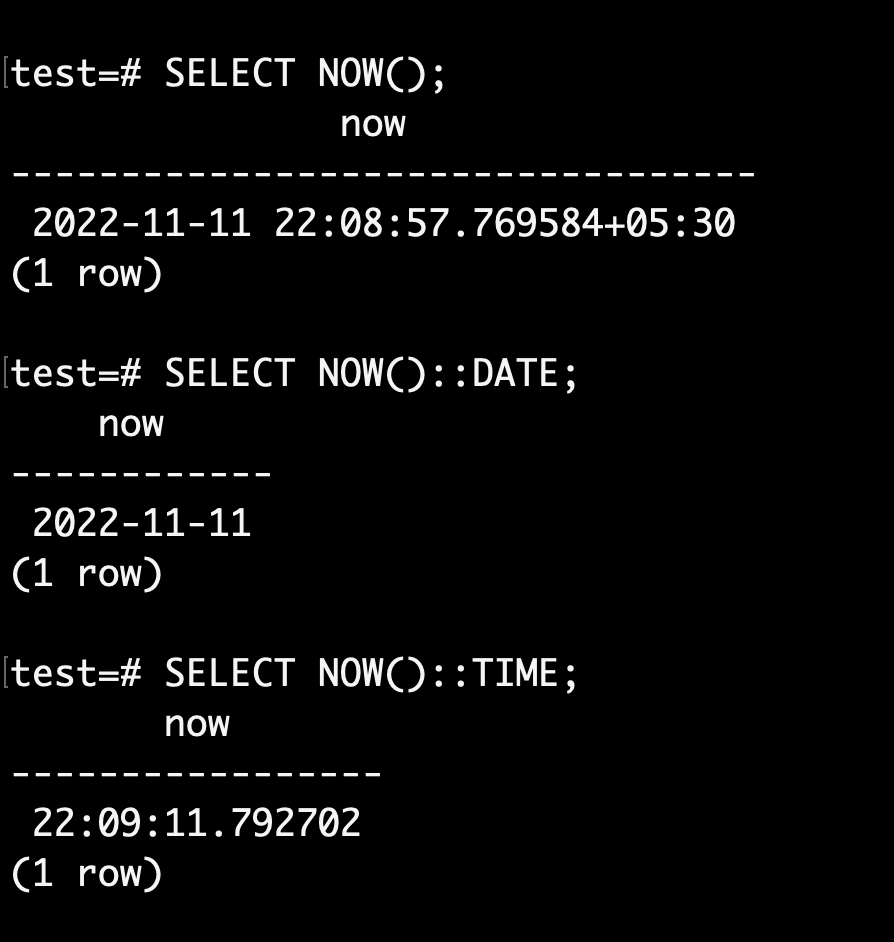 test=# SELECT NOW();
now
----------------------------------
2022-11-11 22:08:57.769584+05:30
(1 row)
test=# SELECT NOW()::DATE;
now
------------
2022-11-11
(1 row)
test=# SELECT NOW()::TIME;
now
-----------------
22:09:11.792702
(1 row)